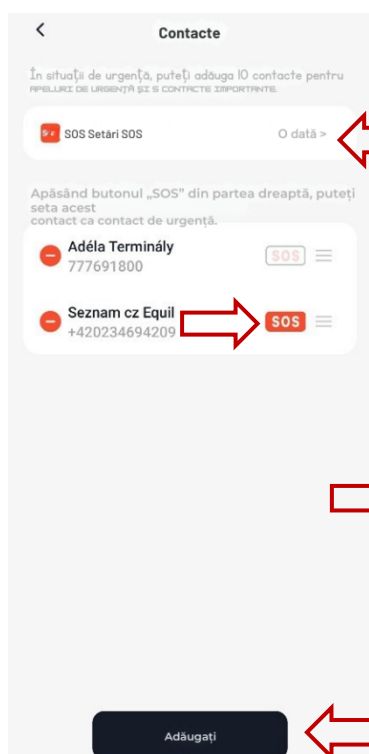 Contacte
În situații de urgență, puteți adăuga 10 contacte pentru
APELURI DE URGENȚĂ ȘI 5 CONTACTE IMPORTANTE.
SOS Setări SOS
O dată >
Apăsând butonul „SOS” din partea dreaptă, puteți
seta acest
contact ca contact de urgență.
Adéla Terminály
SOS
777691800
Seznam cz Equil
SOS
+420234694209
Adăugați